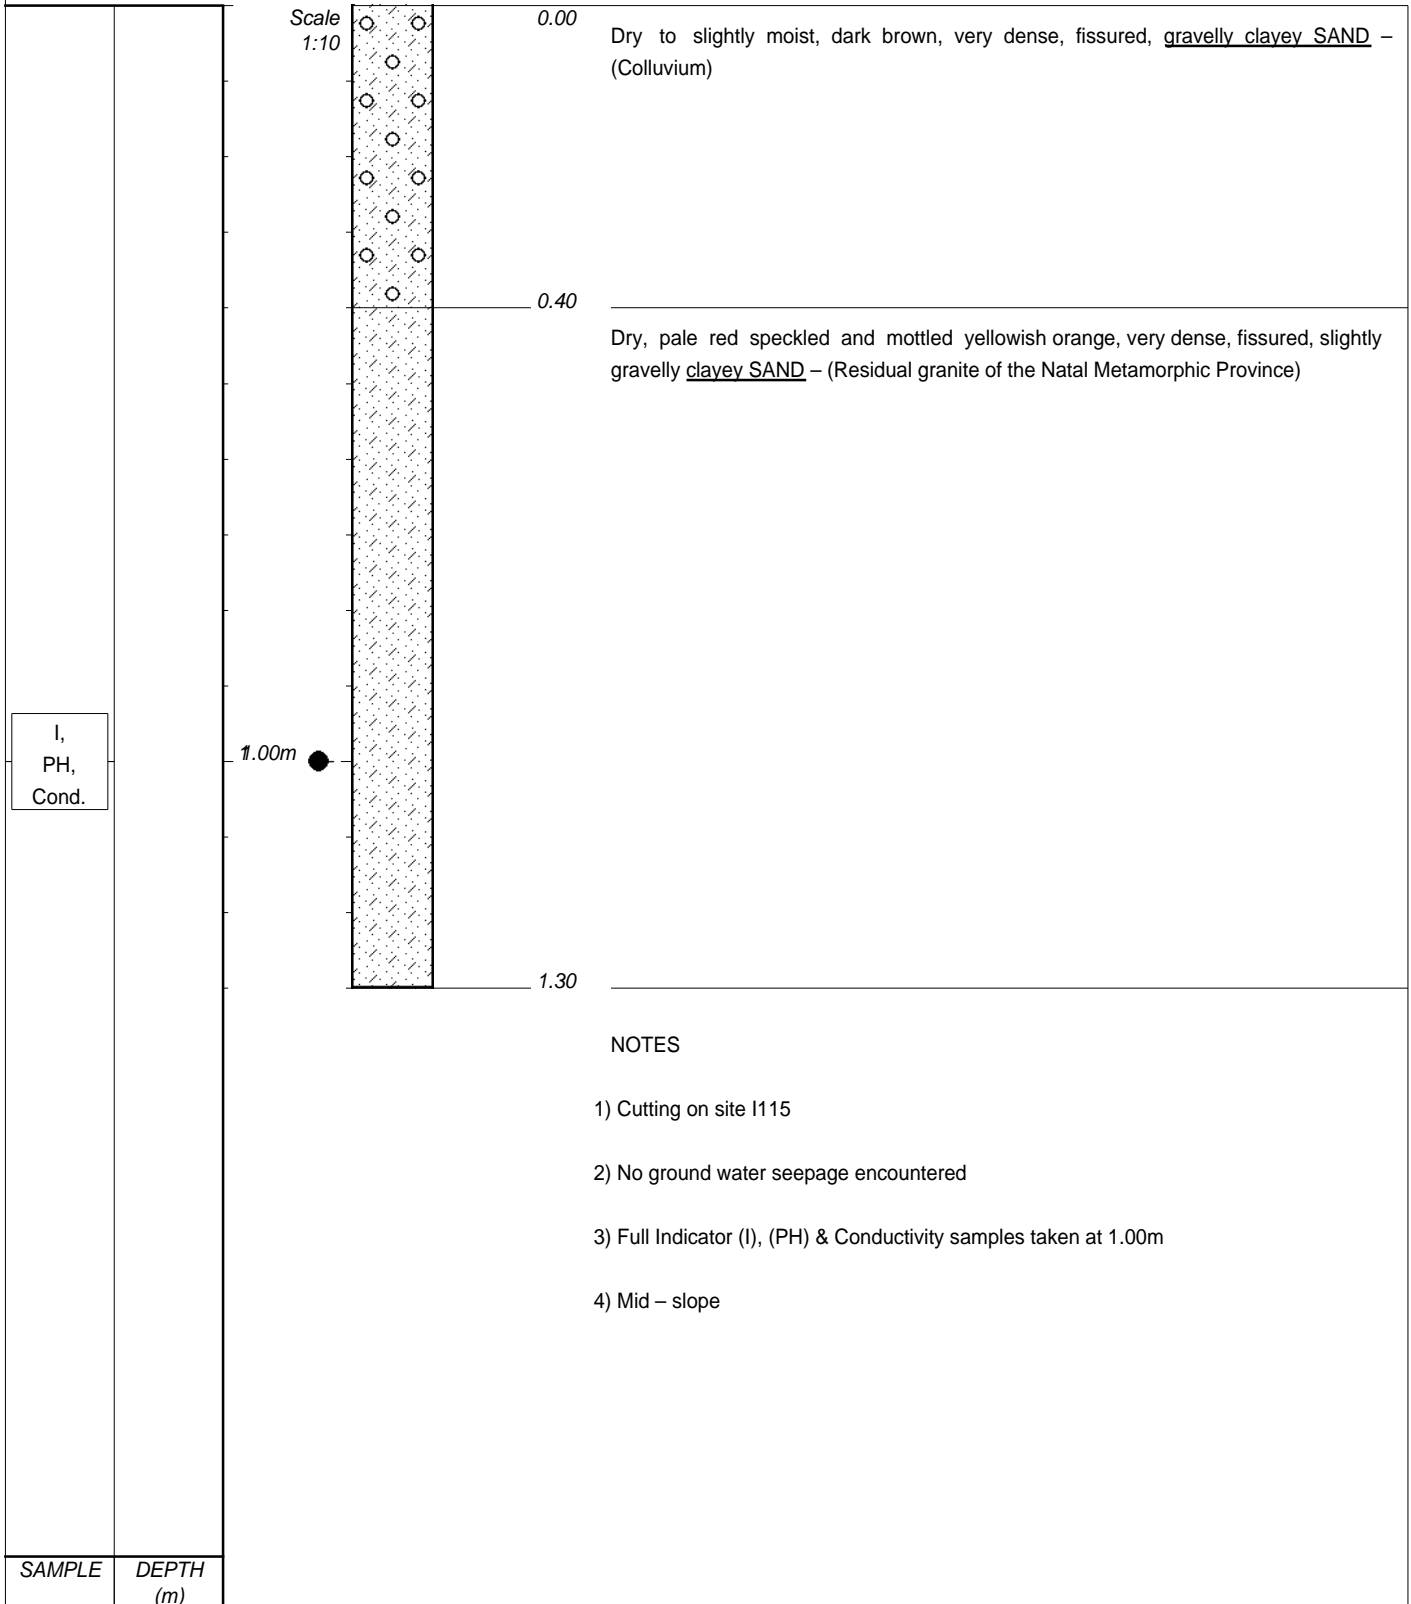 Scale
1:10
0.00
Dry to slightly moist, dark brown, very dense, fissured, gravelly clayey SAND –
(Colluvium)
0.40
Dry, pale red speckled and mottled yellowish orange, very dense, fissured, slightly
gravelly clayey SAND – (Residual granite of the Natal Metamorphic Province)
I,
PH,
Cond.
1.00m
1.30
NOTES
1) Cutting on site I115
2) No ground water seepage encountered
3) Full Indicator (I), (PH) & Conductivity samples taken at 1.00m
4) Mid – slope
SAMPLE
DEPTH
(m)